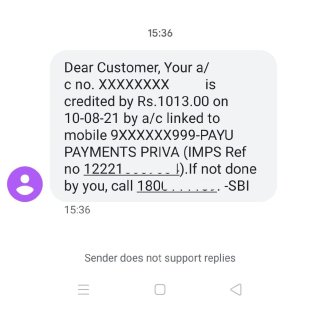 15:36
Dear Customer, Your a/
c no. XXXXXXXX is
credited by Rs.1013.00 on
10-08-21 by a/c linked to
mobile 9XXXXXX999-PAYU
PAYMENTS PRIVA (IMPS Ref
no 12221 ).If not done
by you, call 180 . -SBI
15:36
Sender does not support replies